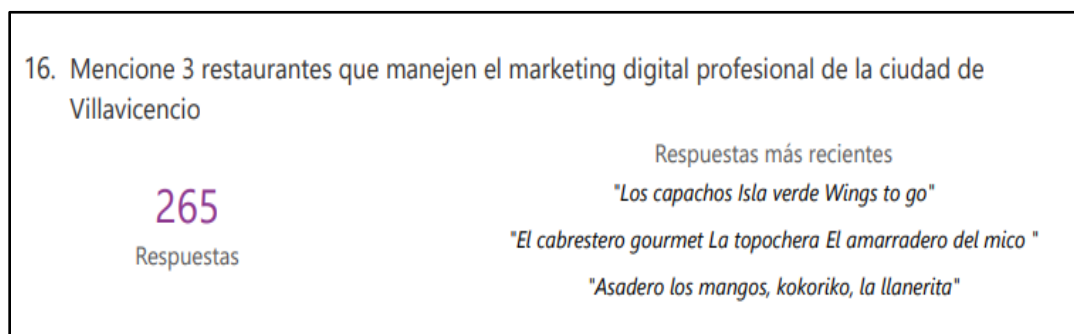 16. Mencione 3 restaurantes que manejen el marketing digital profesional de la ciudad de
Villavicencio
265
Respuestas
Respuestas más recientes
"Los capachos Isla verde Wings to go"
"El cabrestero gourmet La topochera El amarradero del mico "
"Asadero los mangos, kokoriko, la llanerita"